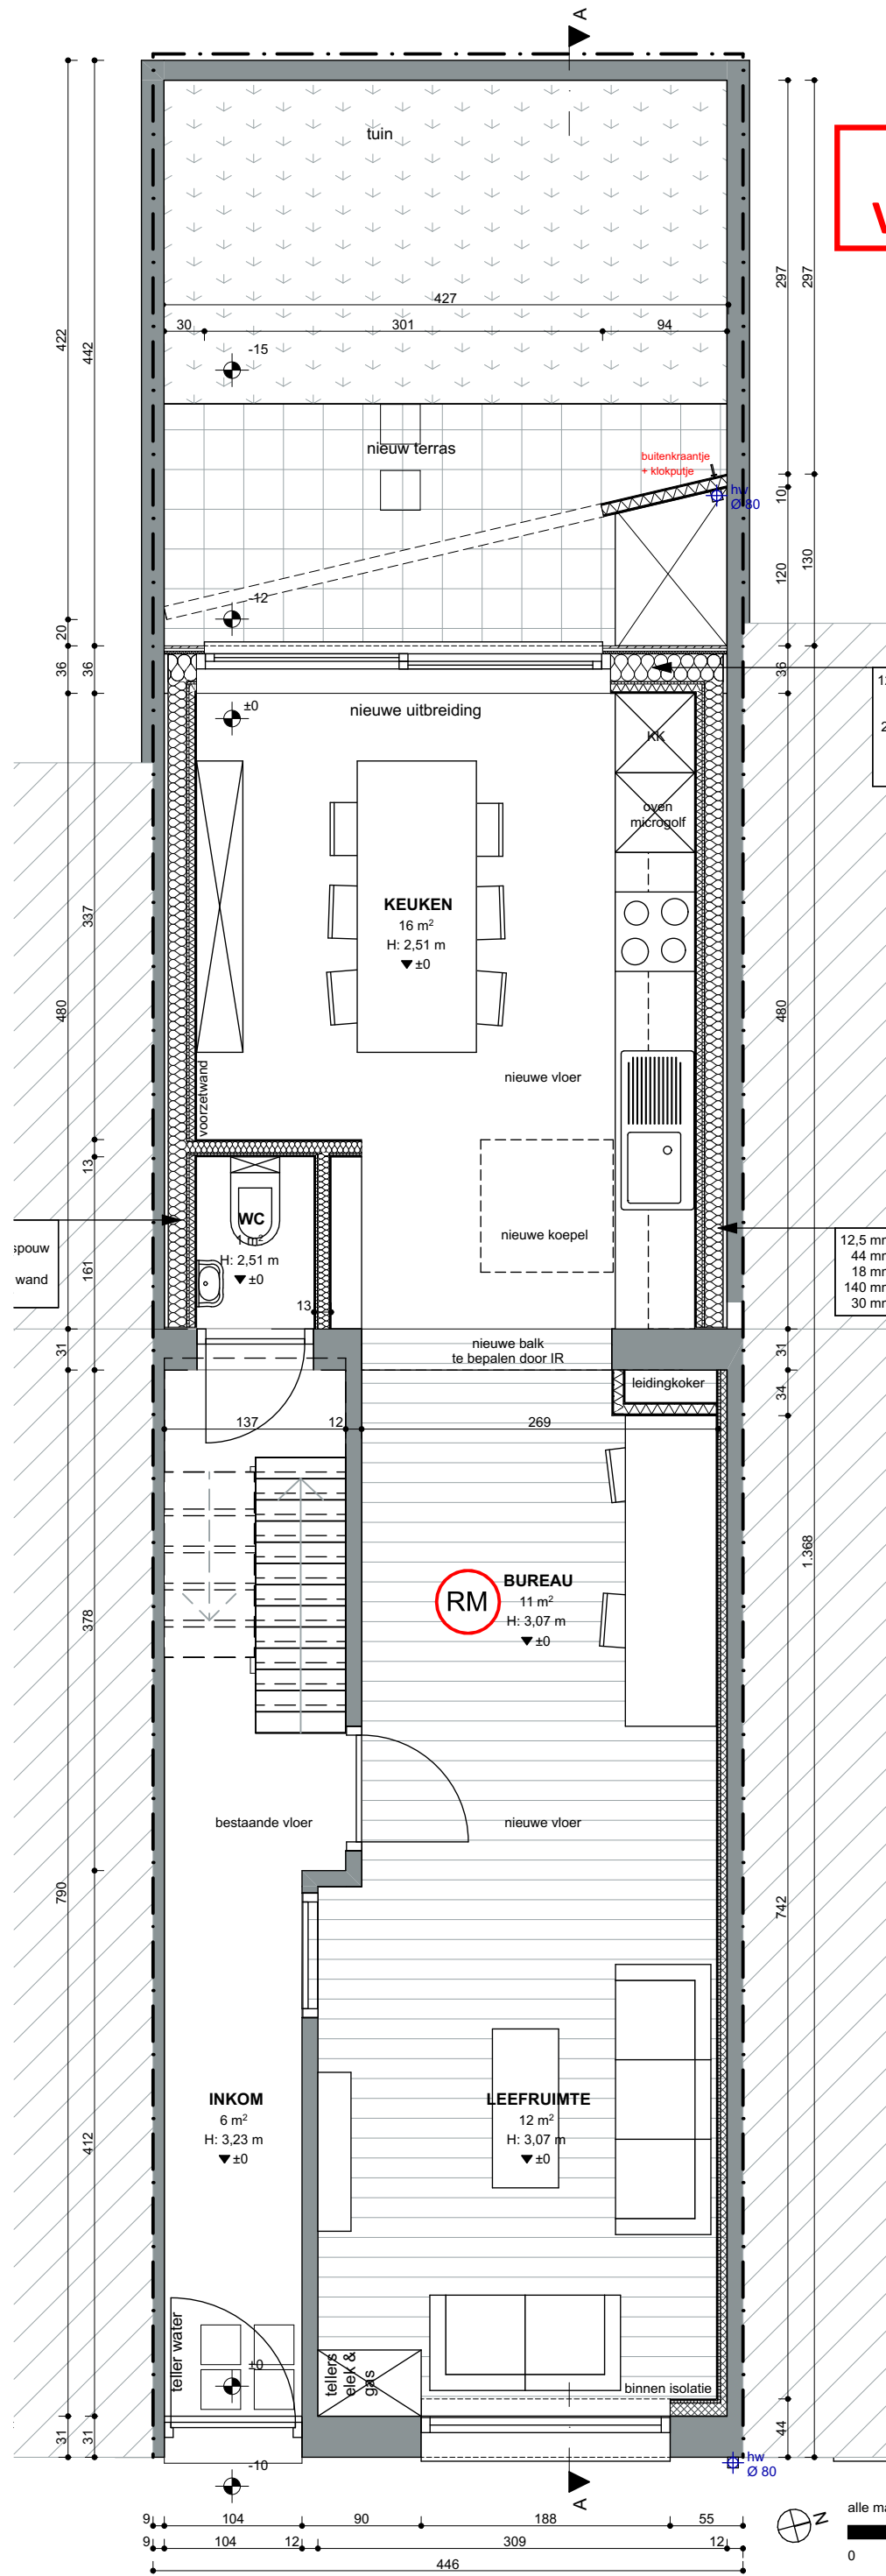 A
tuin
427
30
301
94
-15
422
442
297
297
nieuw terras
buitenkraantje
+ klokputje
hw
Ø 80
10
120
130
-12
20
36
36
36
±0
nieuwe uitbreiding
KK
oven
microgolf
KEUKEN
16 m²
H: 2,51 m
±0
337
480
480
voorzetwand
nieuwe vloer
13
WC
1 m²
H: 2,51 m
±0
nieuwe koepel
spouw
wand
161
13
12,5 mm
44 mm
18 mm
140 mm
30 mm
31
31
nieuwe balk
te bepalen door IR
leidingkoker
34
137
12
269
378
1.368
RM
BUREAU
11 m²
H: 3,07 m
±0
bestaande vloer
nieuwe vloer
790
742
INKOM
6 m²
H: 3,23 m
±0
LEEFRUIMTE
12 m²
H: 3,07 m
±0
412
teller water
±0
tellers
elek &
gas
binnen isolatie
31
31
44
-10
hw
Ø 80
A
N
9
104
90
188
55
9
104
12
309
12
446
alle ma
0